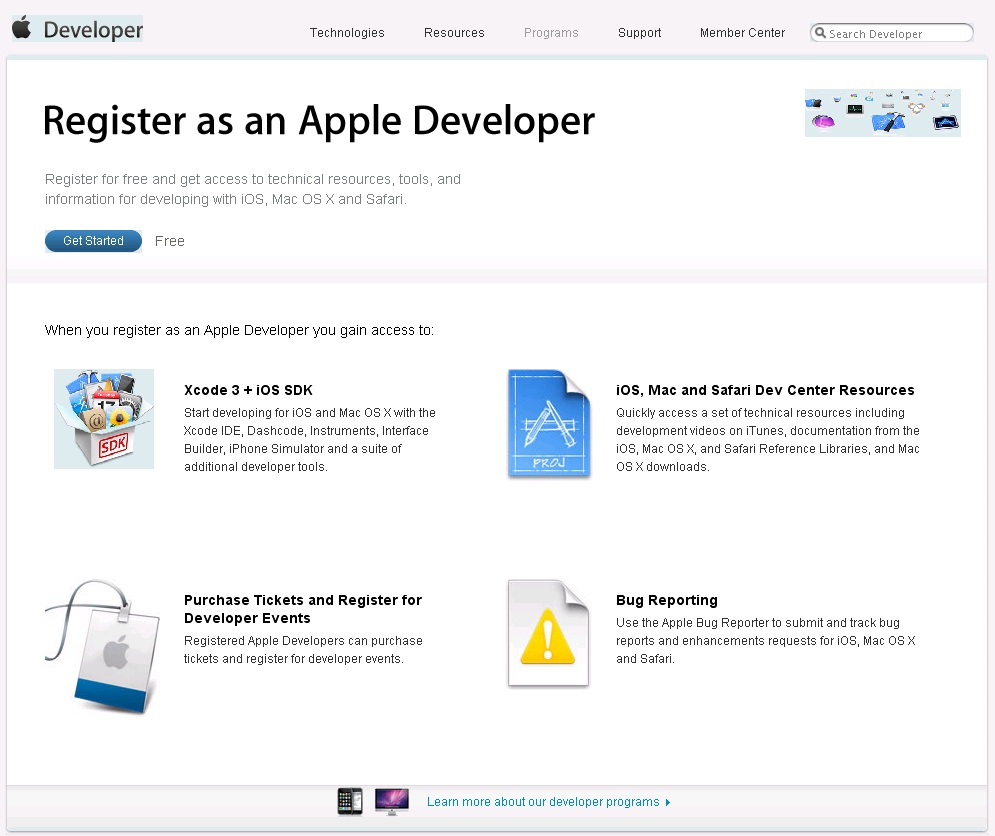 Developer
Technologies
Resources
Programs
Support
Member Center
Search Developer
Register as an Apple Developer
Register for free and get access to technical resources, tools, and
information for developing with iOS, Mac OS X and Safari.
Get Started
Free
When you register as an Apple Developer you gain access to:
SDK
17
@
Xcode 3 + iOS SDK
Start developing for iOS and Mac OS X with the
Xcode IDE, Dashcode, Instruments, Interface
Builder, iPhone Simulator and a suite of
additional developer tools.
PROJ
iOS, Mac and Safari Dev Center Resources
Quickly access a set of technical resources including
development videos on iTunes, documentation from the
iOS, Mac OS X, and Safari Reference Libraries, and Mac
OS X downloads.
Purchase Tickets and Register for
Developer Events
Registered Apple Developers can purchase
tickets and register for developer events.
Bug Reporting
Use the Apple Bug Reporter to submit and track bug
reports and enhancements requests for iOS, Mac OS X
and Safari.
Learn more about our developer programs